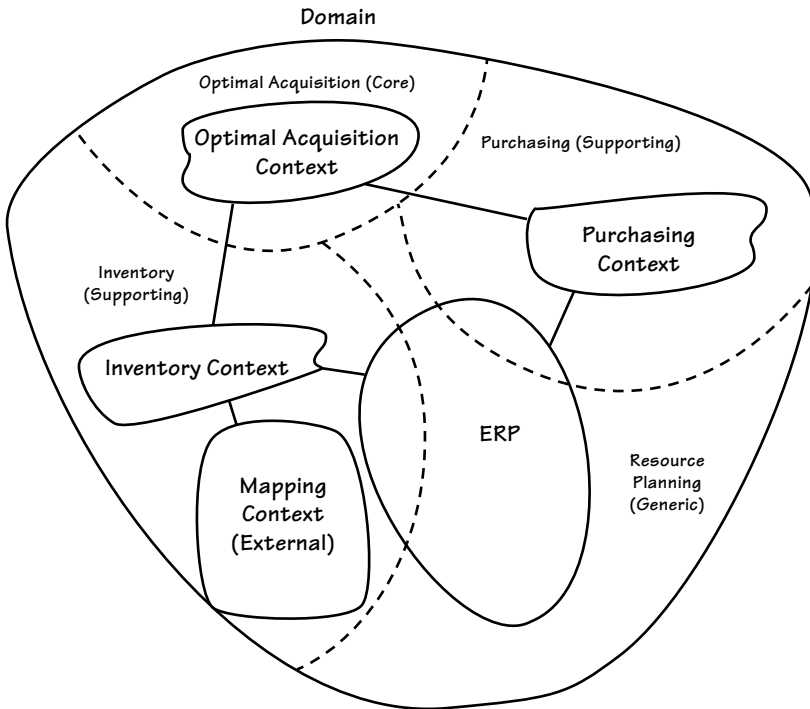 Domain
Optimal Acquisition (Core)
Optimal Acquisition
Context
Purchasing (Supporting)
Purchasing
Context
Inventory
(Supporting)
Inventory Context
ERP
Mapping
Context
(External)
Resource
Planning
(Generic)